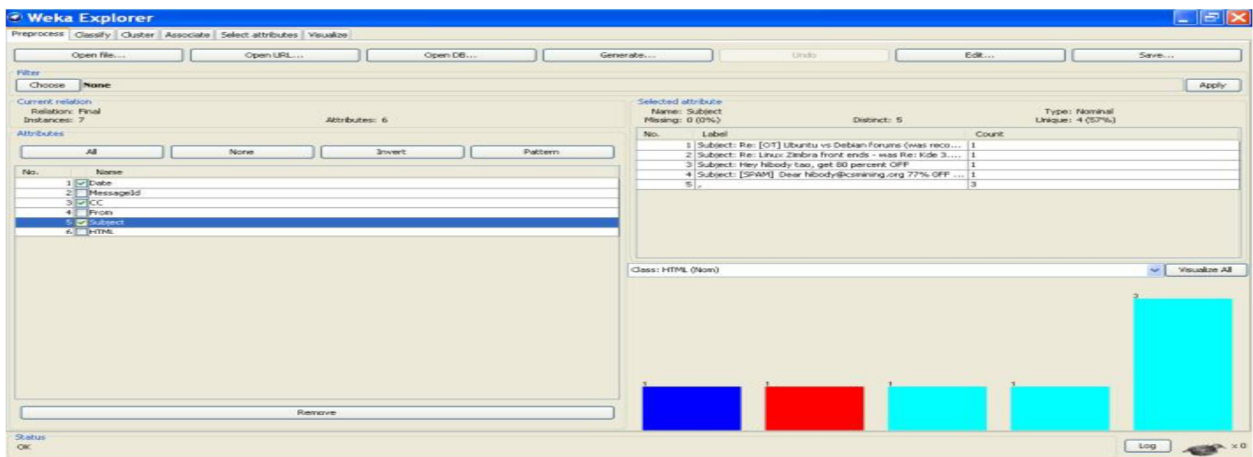 Weka Explorer
Preprocess Classify Cluster Associate Select attributes Visualize
Open file... Open URL... Open DB... Generate... Undo Edit... Save...
Filter
Choose None Apply
Current relation
Relation: Final
Instances: 7 Attributes: 6
Attributes
All None Invert Pattern
No. Name
1 Date
2 MessageId
3 CC
4 From
5 Subject
6 HTML
Remove
Selected attribute
Name: Subject Type: Nominal
Missing: 0 (0%) Distinct: 5 Unique: 4 (57%)
No. Label Count
1 Subject: Re: [OT] Ubuntu vs Debian forums (was reco... 1
2 Subject: Re: Linux Zimbra front ends - was Re: Kde 3.... 1
3 Subject: Hey hibody tao, get 80 percent OFF 1
4 Subject: [SPAM] Dear hibody@csmining.org 77% OFF ... 1
5 , 3
Class: HTML (Nom) Visualize All
3
1 1 1 1
Status
OK Log x 0